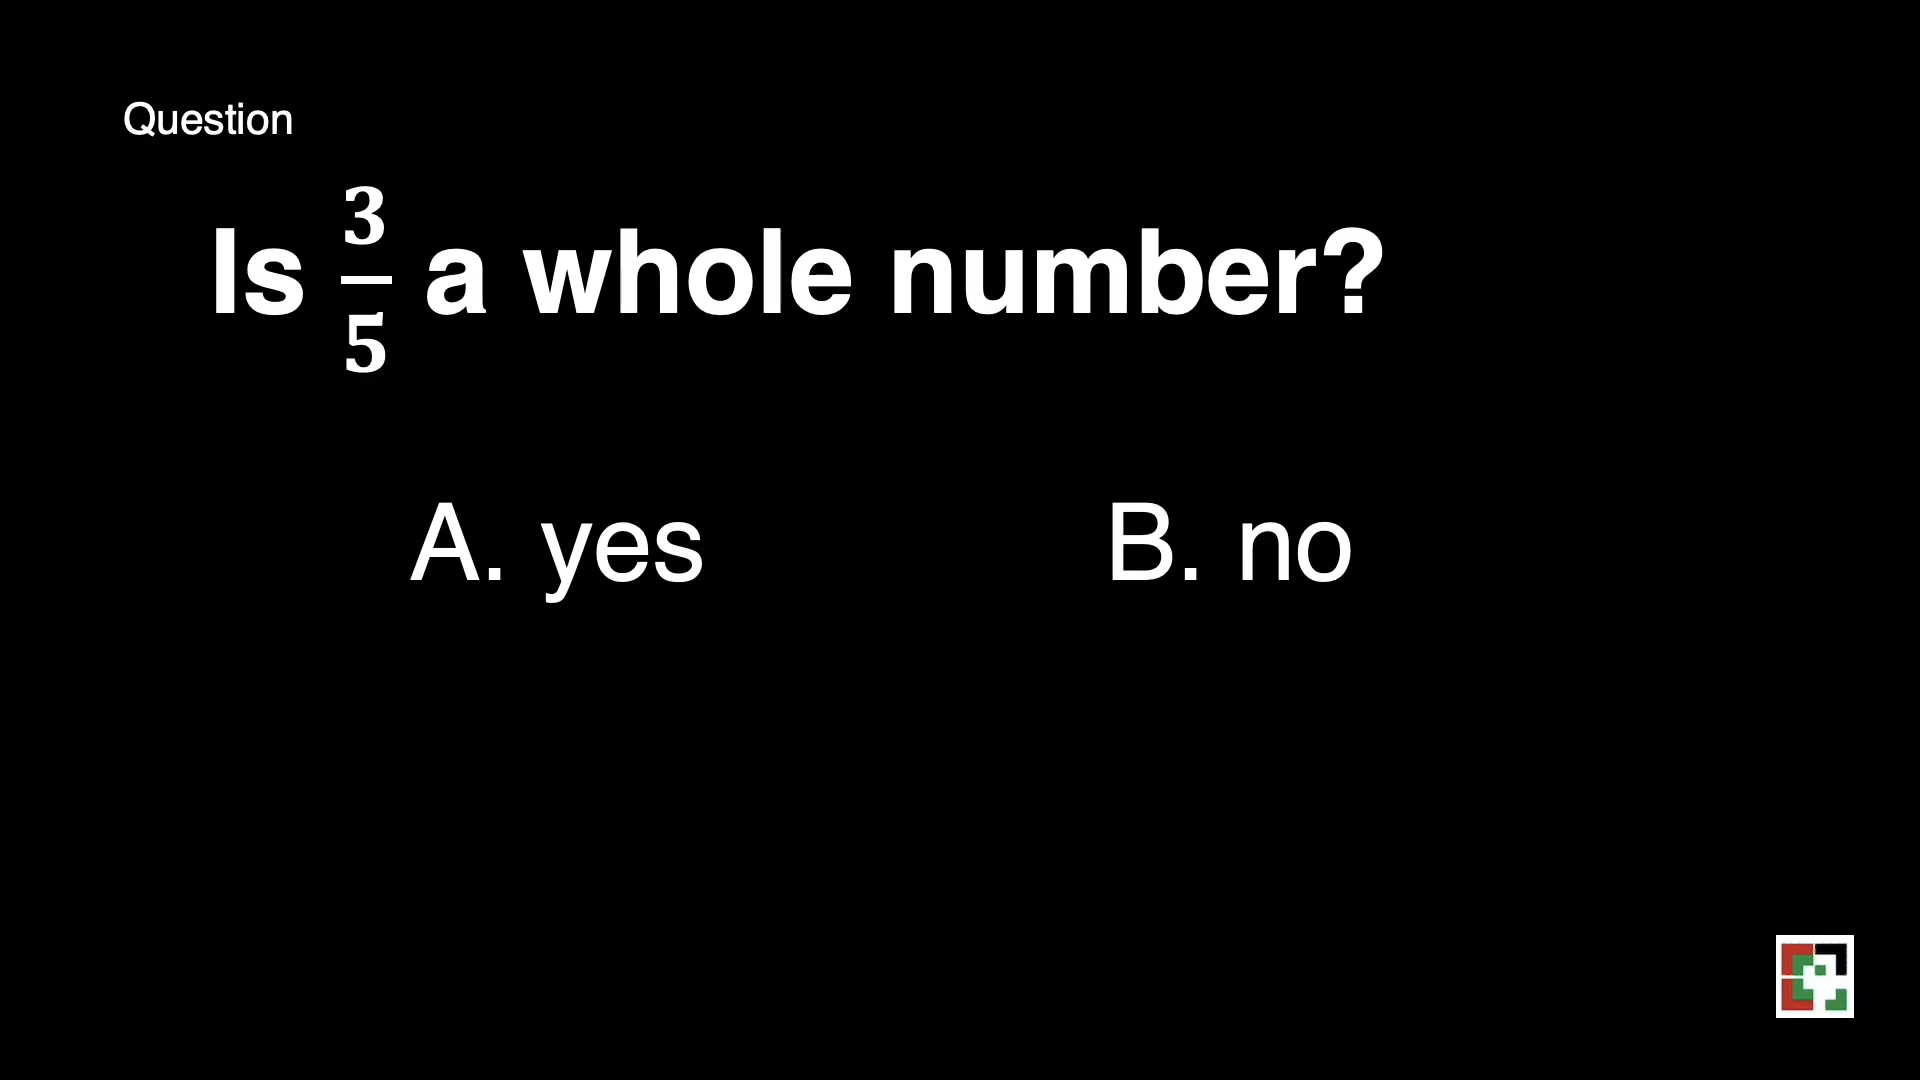 Question
Is 3/5 a whole number?
A. yes B. no